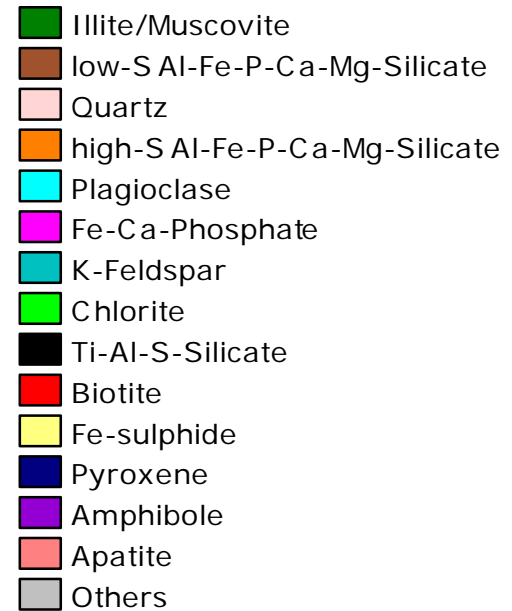 Illite/Muscovite
low-S Al-Fe-P-Ca-Mg-Silicate
Quartz
high-S Al-Fe-P-Ca-Mg-Silicate
Plagioclase
Fe-Ca-Phosphate
K-Feldspar
Chlorite
Ti-Al-S-Silicate
Biotite
Fe-sulphide
Pyroxene
Amphibole
Apatite
Others